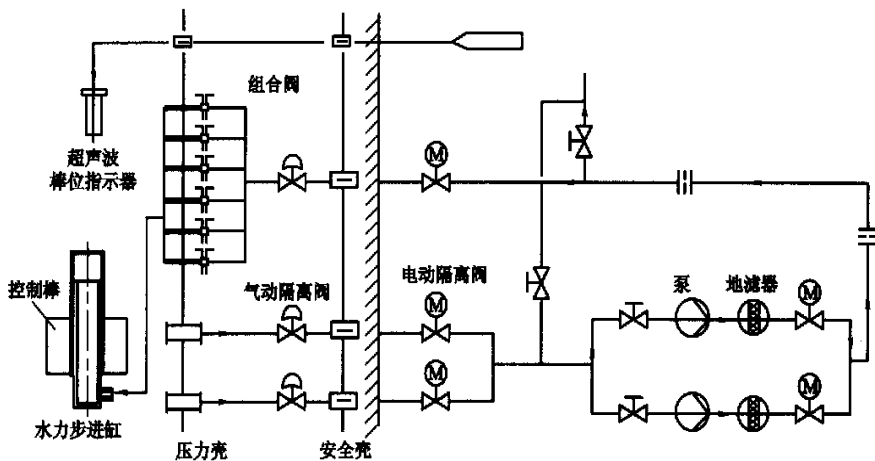 组合阀
超声波
棒位指示器
M
控制棒
气动隔离阀
电动隔离阀
M
泵
地滤器
M
M
M
水力步进缸
压力壳
安全壳